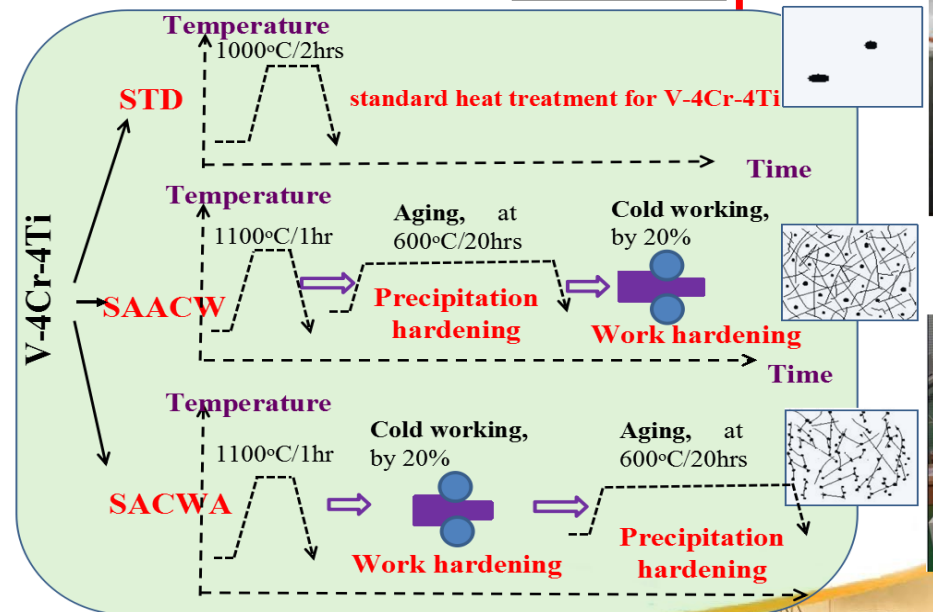 Temperature
1000°C/2hrs
STD
standard heat treatment for V-4Cr-4Ti
Time
V-4Cr-4Ti
Temperature
1100°C/1hr
Aging, at
600°C/20hrs
Cold working,
by 20%
SAACW
Precipitation
hardening
Work hardening
Time
Temperature
1100°C/1hr
Cold working,
by 20%
Aging, at
600°C/20hrs
SACWA
Work hardening
Precipitation
hardening